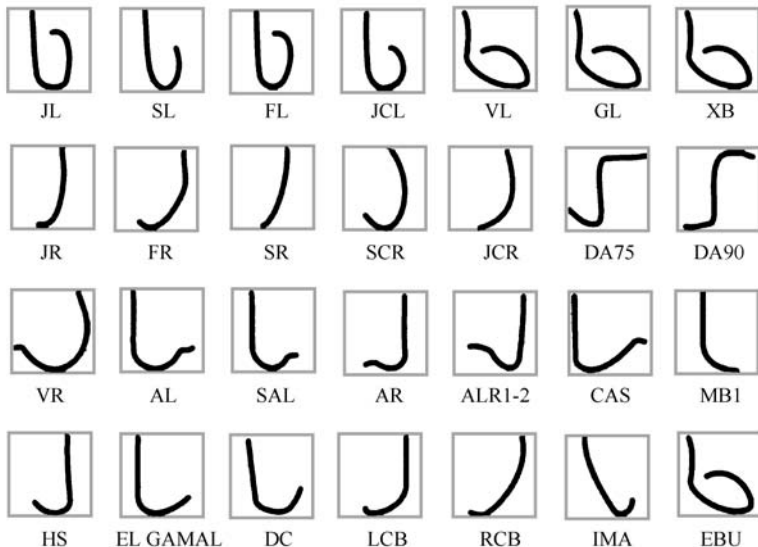 JL SL FL JCL VL GL XB
JR FR SR SCR JCR DA75 DA90
VR AL SAL AR ALR1-2 CAS MB1
HS EL GAMAL DC LCB RCB IMA EBU